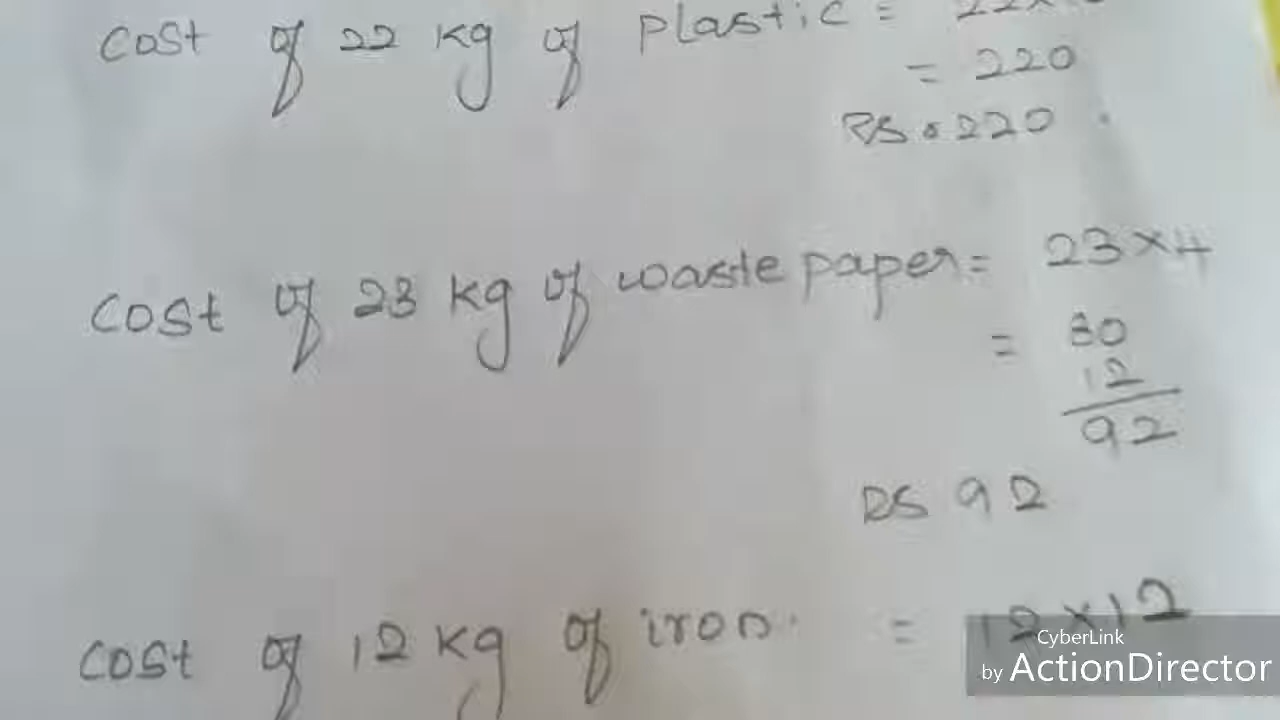 cost of 22 kg of plastic =
= 220
RS. 220
cost of 23 kg of waste paper = 23 × 4
= 80
12
92
RS 92
cost of 12 kg of iron = 12 × 12
CyberLink
by ActionDirector